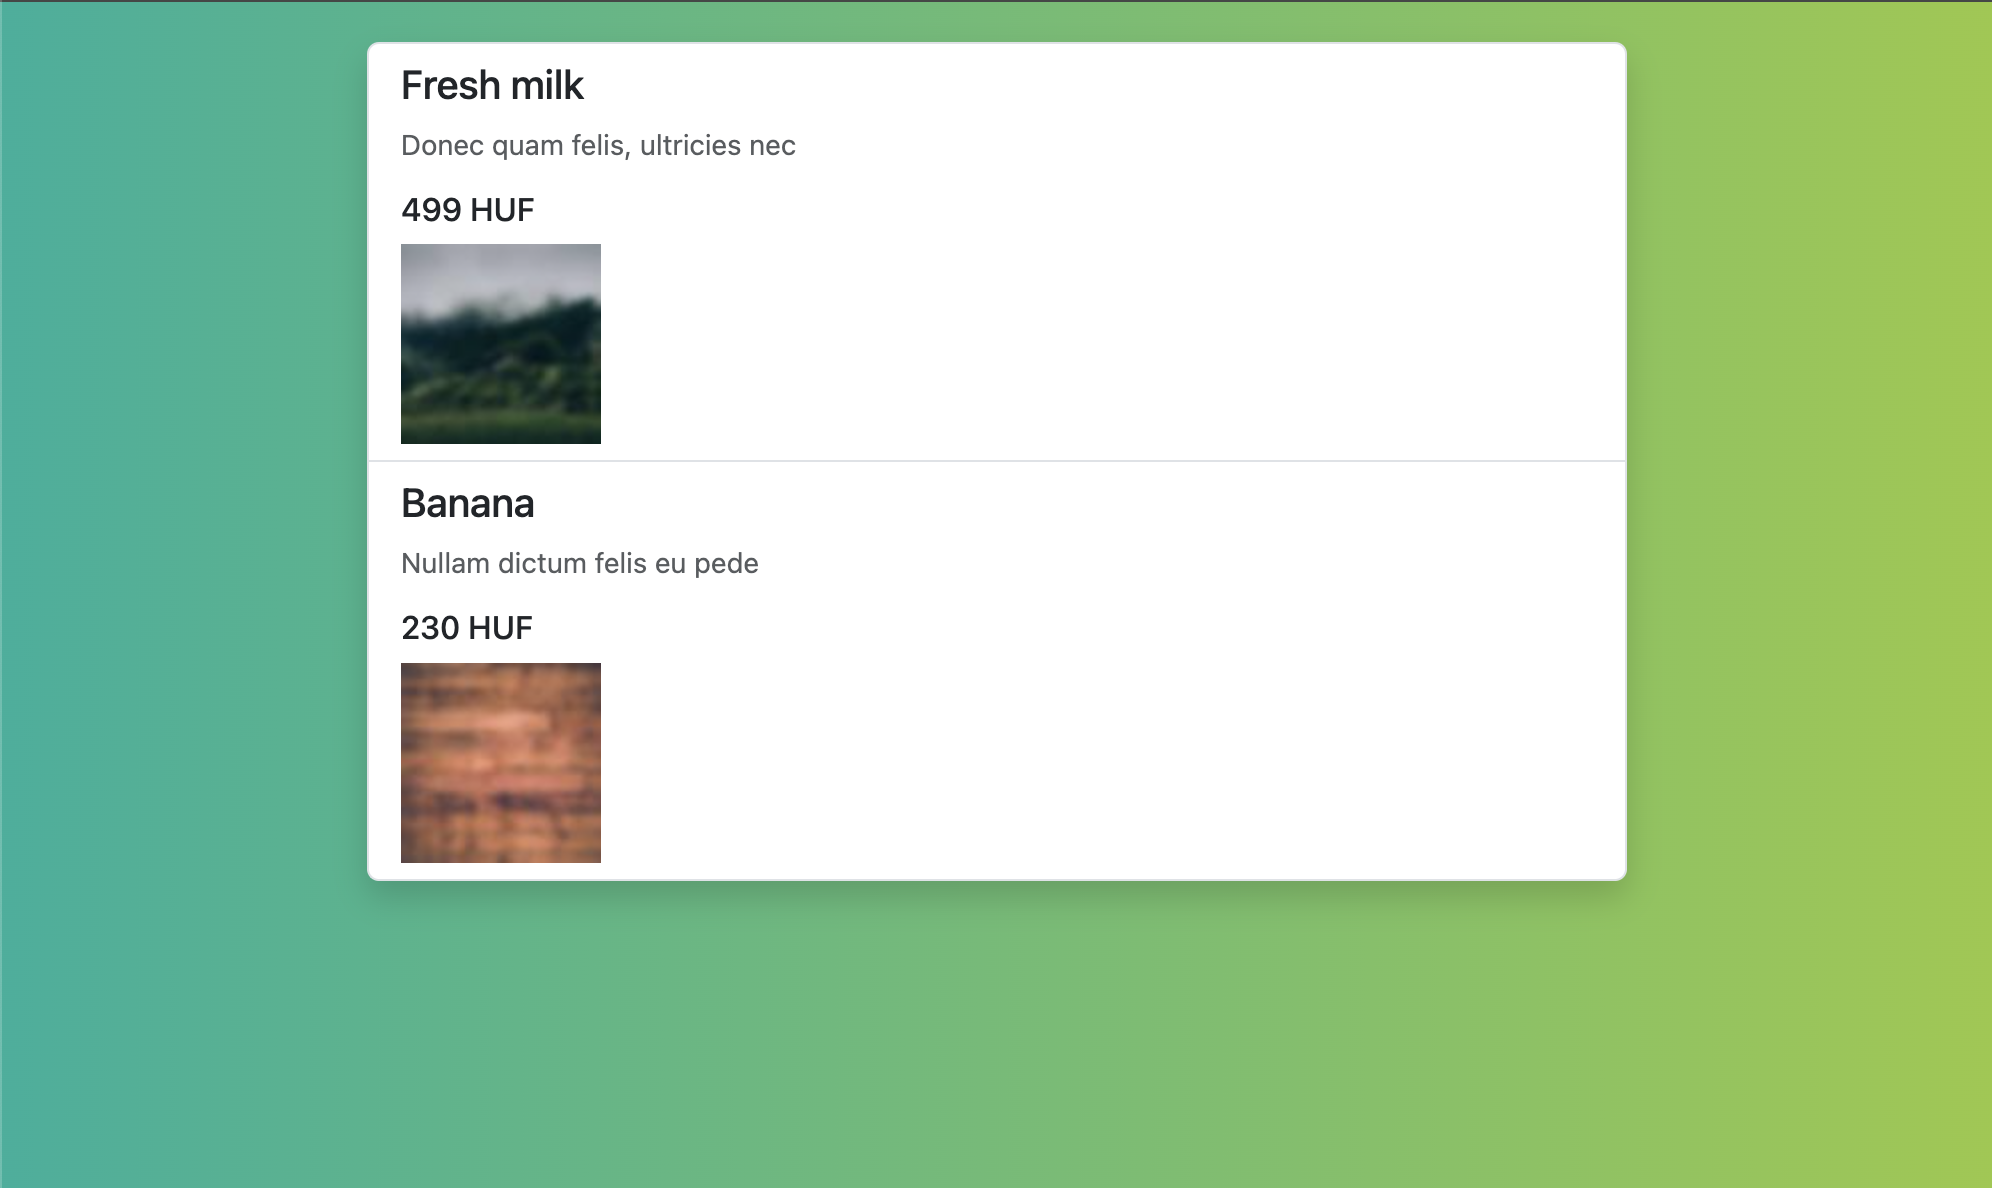 Fresh milk
Donec quam felis, ultricies nec
499 HUF
Banana
Nullam dictum felis eu pede
230 HUF